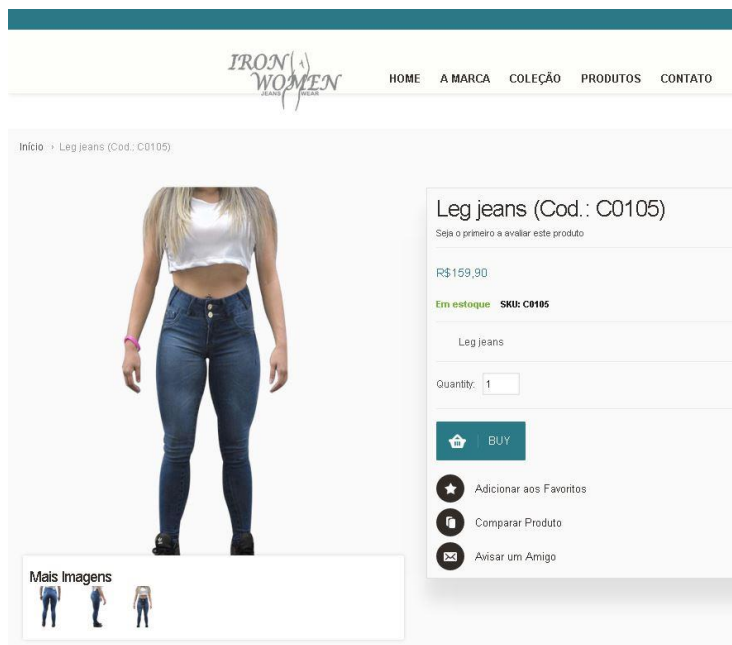 IRON
WOMEN
JEANS WEAR
HOME A MARCA COLEÇÃO PRODUTOS CONTATO
Início › Leg jeans (Cod.: C0105)
Leg jeans (Cod.: C0105)
Seja o primeiro a avaliar este produto
R$159,90
Em estoque SKU: C0105
Leg jeans
Quantity: 1
BUY
Adicionar aos Favoritos
Comparar Produto
Avisar um Amigo
Mais Imagens